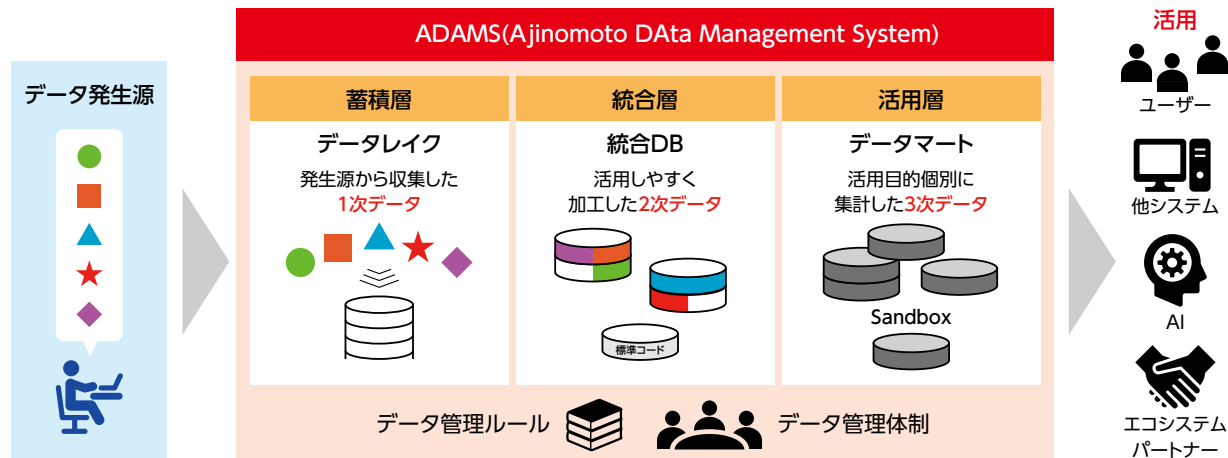 ADAMS(Ajinomoto DAta Management System)
データ発生源
蓄積層
データレイク
発生源から収集した
1次データ
統合層
統合DB
活用しやすく
加工した2次データ
標準コード
活用層
データマート
活用目的個別に
集計した3次データ
Sandbox
データ管理ルール
データ管理体制
活用
ユーザー
他システム
AI
エコシステム
パートナー